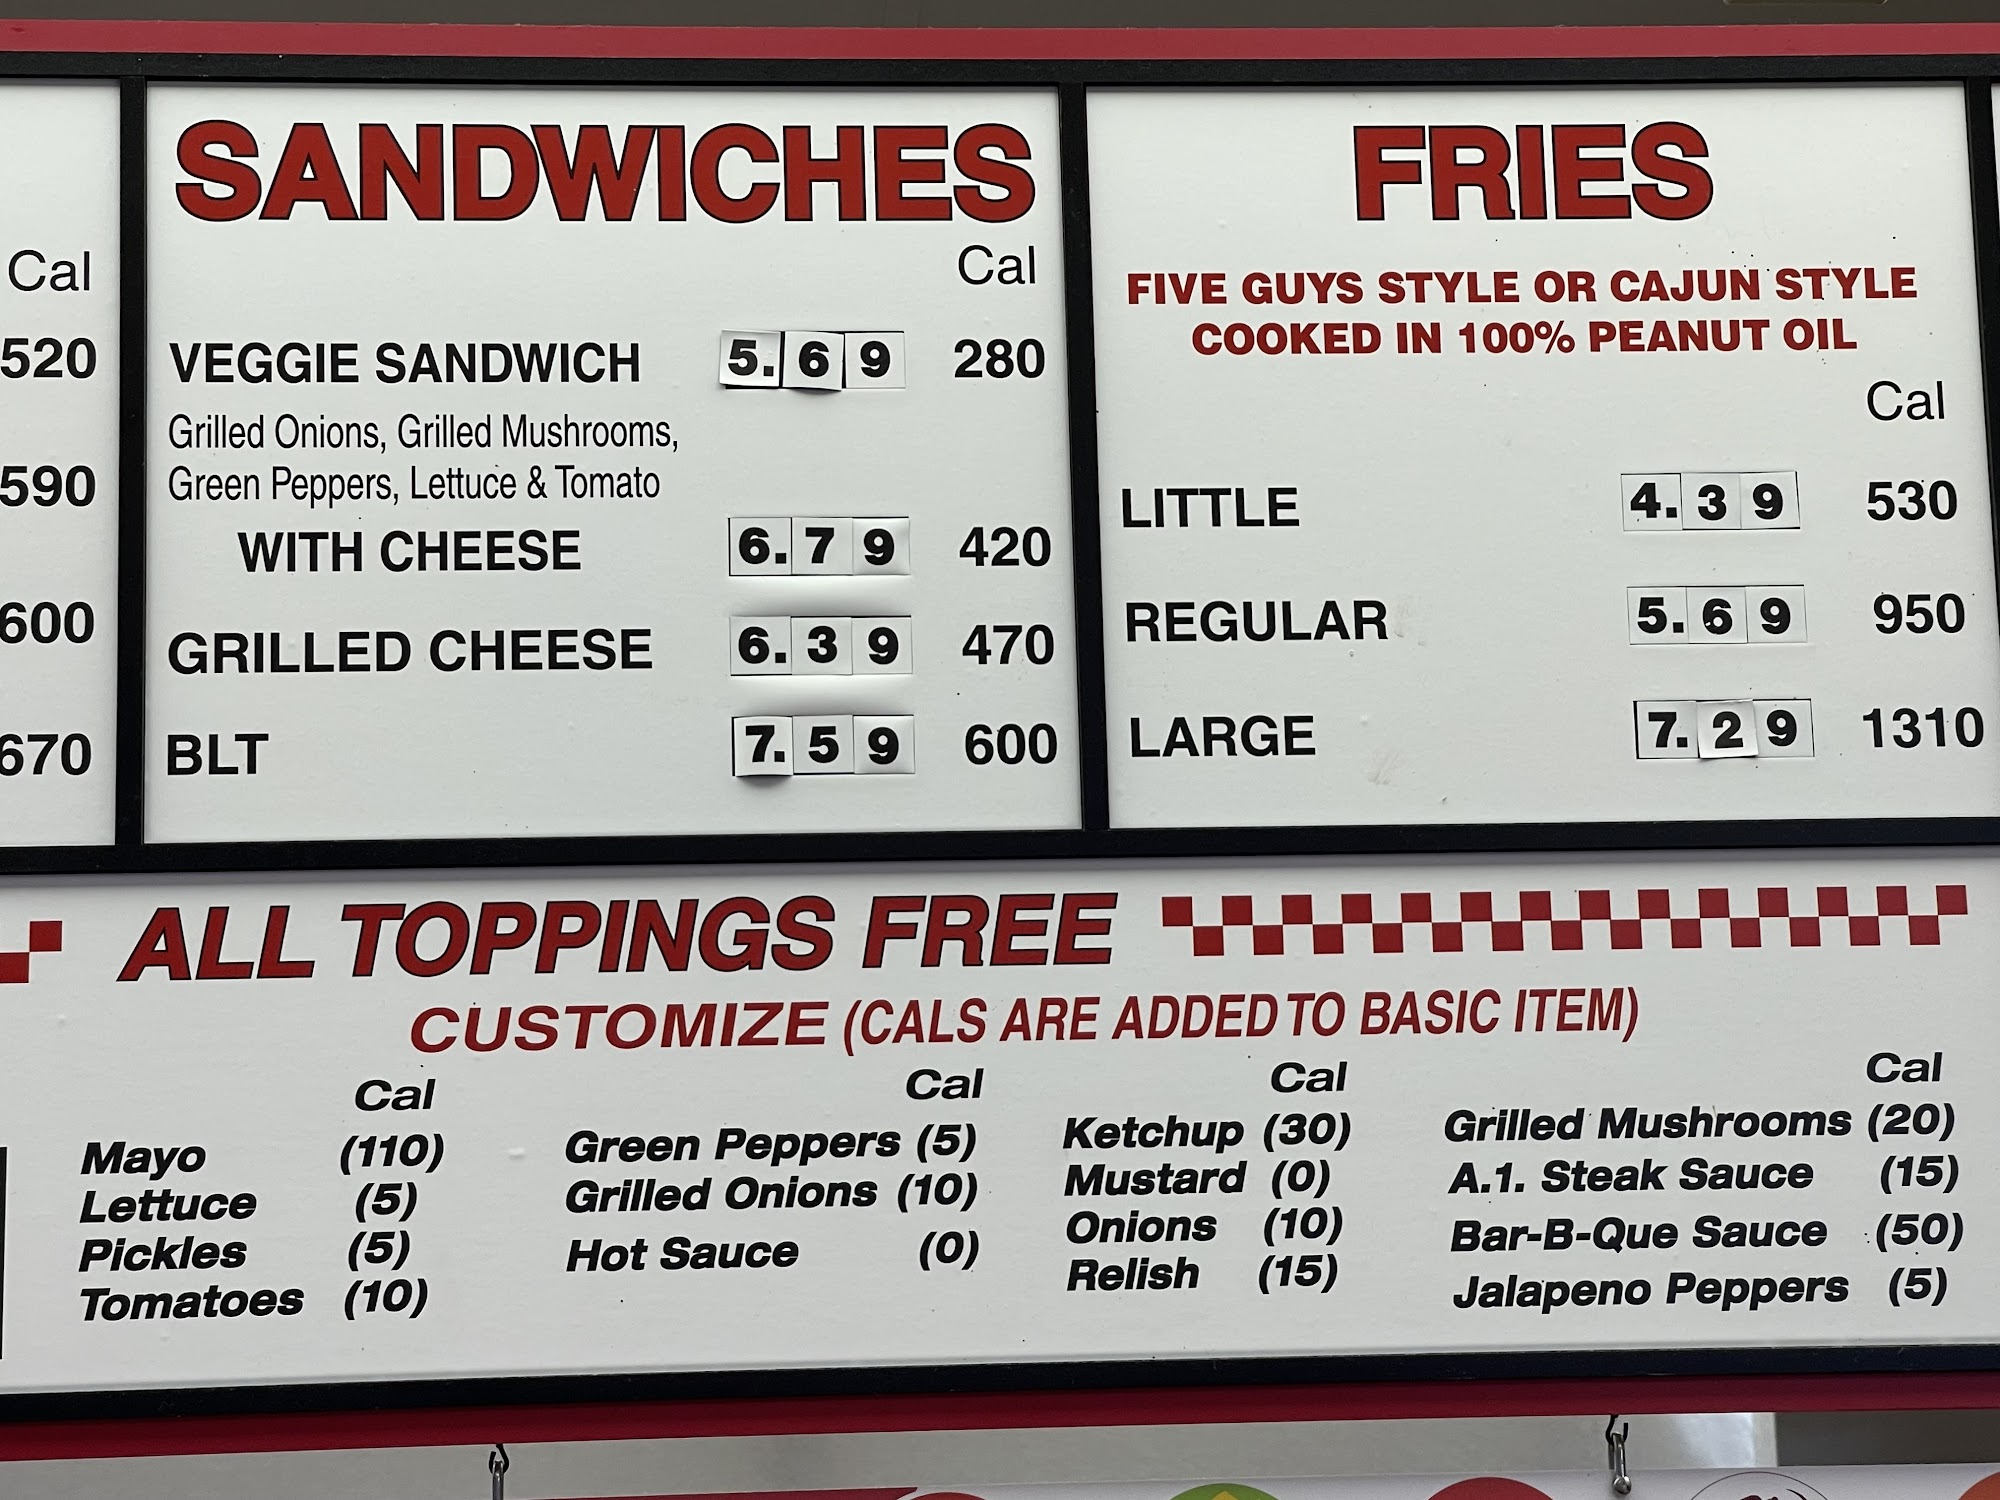 Cal
520
590
600
670
SANDWICHES
Cal
VEGGIE SANDWICH 5.69 280
Grilled Onions, Grilled Mushrooms,
Green Peppers, Lettuce & Tomato
WITH CHEESE 6.79 420
GRILLED CHEESE 6.39 470
BLT 7.59 600
FRIES
FIVE GUYS STYLE OR CAJUN STYLE
COOKED IN 100% PEANUT OIL
Cal
LITTLE 4.39 530
REGULAR 5.69 950
LARGE 7.29 1310
ALL TOPPINGS FREE
CUSTOMIZE (CALS ARE ADDED TO BASIC ITEM)
Cal
Mayo (110)
Lettuce (5)
Pickles (5)
Tomatoes (10)
Cal
Green Peppers (5)
Grilled Onions (10)
Hot Sauce (0)
Cal
Ketchup (30)
Mustard (0)
Onions (10)
Relish (15)
Cal
Grilled Mushrooms (20)
A.1. Steak Sauce (15)
Bar-B-Que Sauce (50)
Jalapeno Peppers (5)